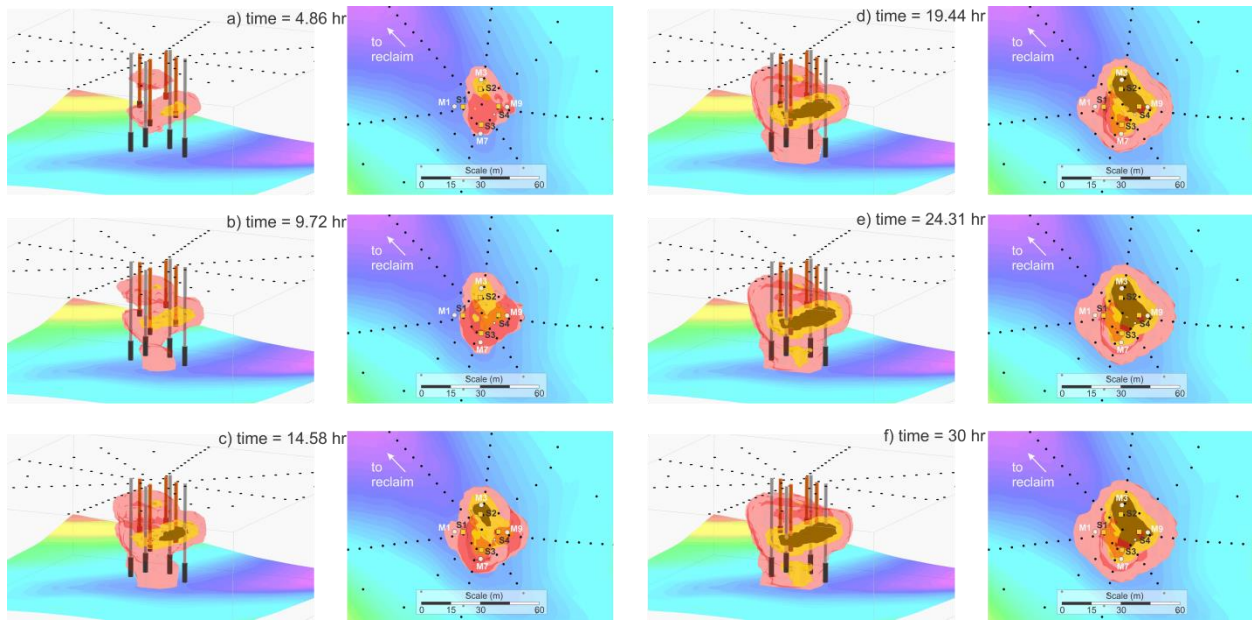 a) time = 4.86 hr
to
reclaim
M3
S2
M1
S1
M9
S4
S3
M7
Scale (m)
0 15 30 60
b) time = 9.72 hr
to
reclaim
M3
S2
M1
S1
M9
S4
S3
M7
Scale (m)
0 15 30 60
c) time = 14.58 hr
to
reclaim
M3
S2
M1
S1
M9
S4
S3
M7
Scale (m)
0 15 30 60
d) time = 19.44 hr
to
reclaim
M3
S2
M1
S1
M9
S4
S3
M7
Scale (m)
0 15 30 60
e) time = 24.31 hr
to
reclaim
M3
S2
M1
S1
M9
S4
S3
M7
Scale (m)
0 15 30 60
f) time = 30 hr
to
reclaim
M3
S2
M1
S1
M9
S4
S3
M7
Scale (m)
0 15 30 60